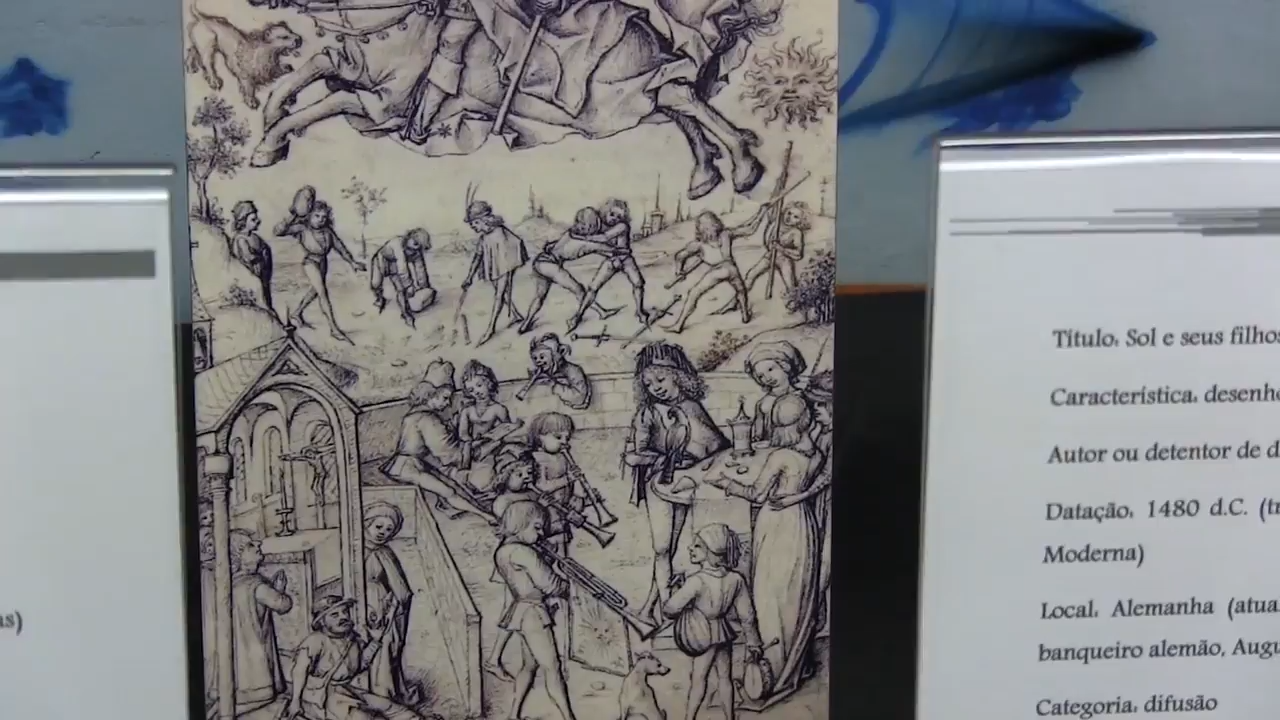 as)
Título. Sol e seus filhos
Característica. desenho
Autor ou detentor de d
Datação. 1480 d.C. (tr
Moderna)
Local. Alemanha (atua
banqueiro alemão, Augu
Categoria. difusão